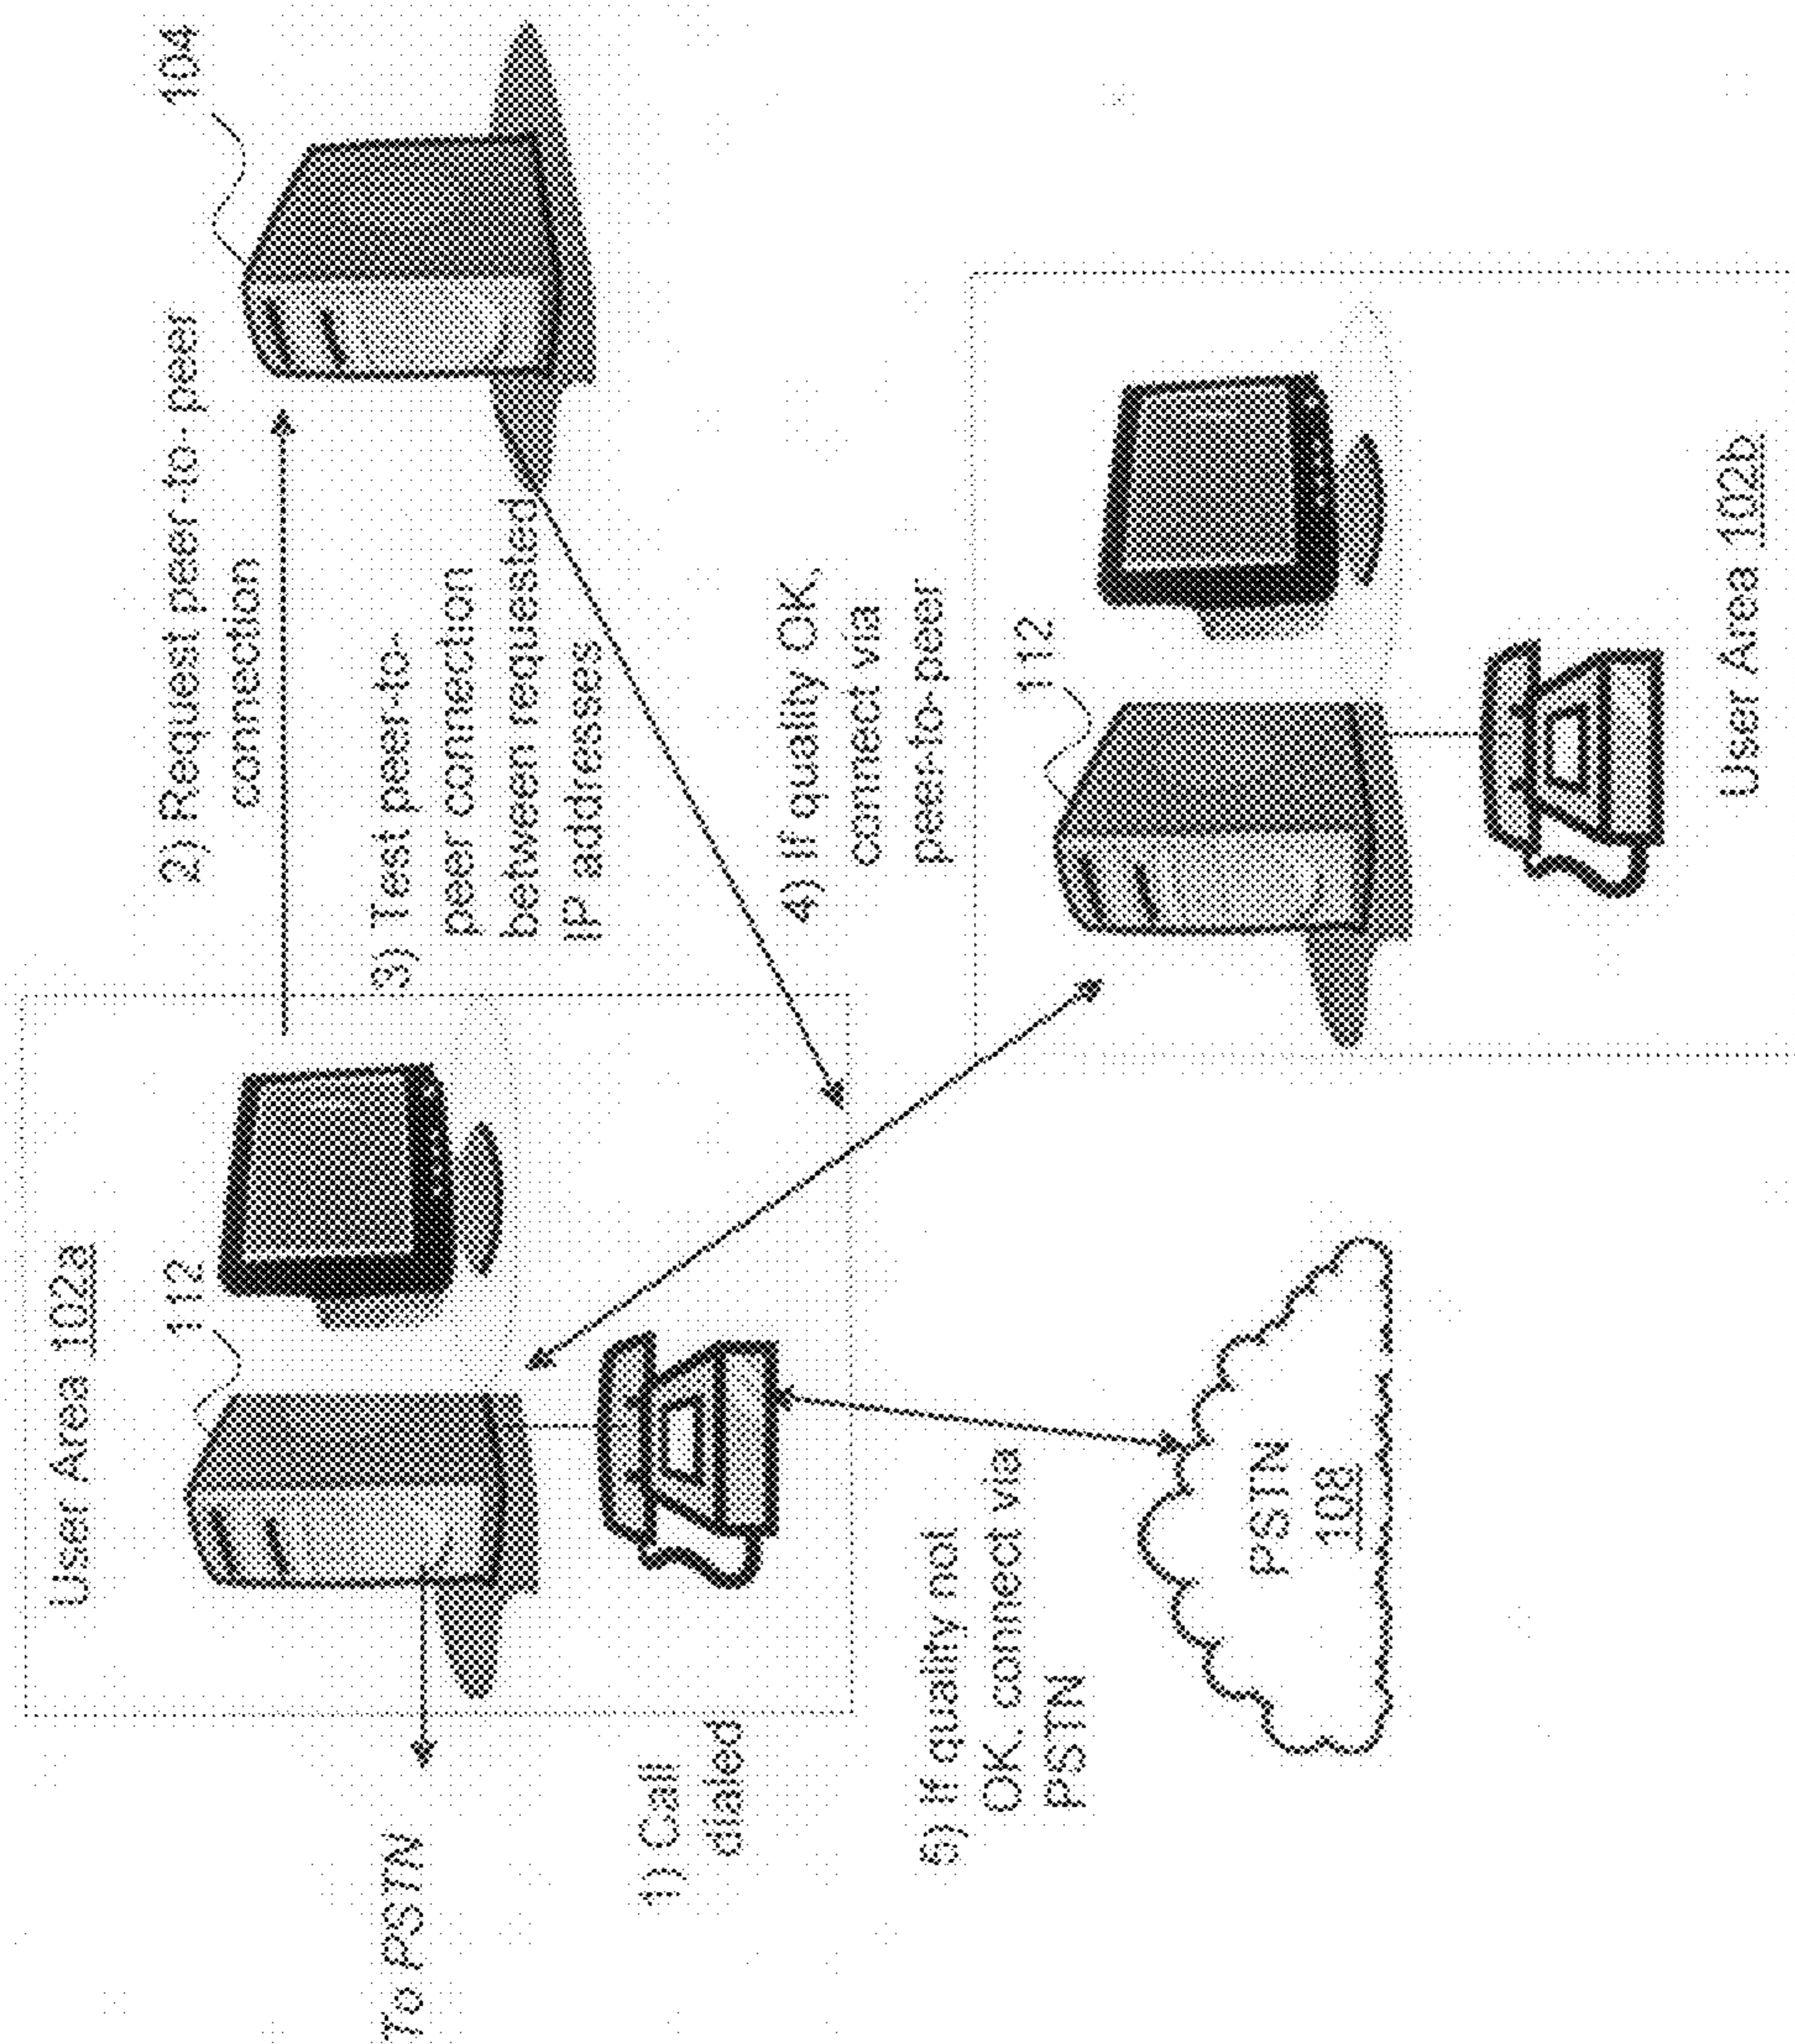 User Area 102a
112
To PSTN
1) Call
dialed
2) Request peer-to- peer
connection
104
3) Test peer-to-
peer connection
between requested
IP addresses
4) If quality OK,
connect via
peer-to-peer
112
User Area 102b
5) If quality not
OK, connect via
PSTN
PSTN
108